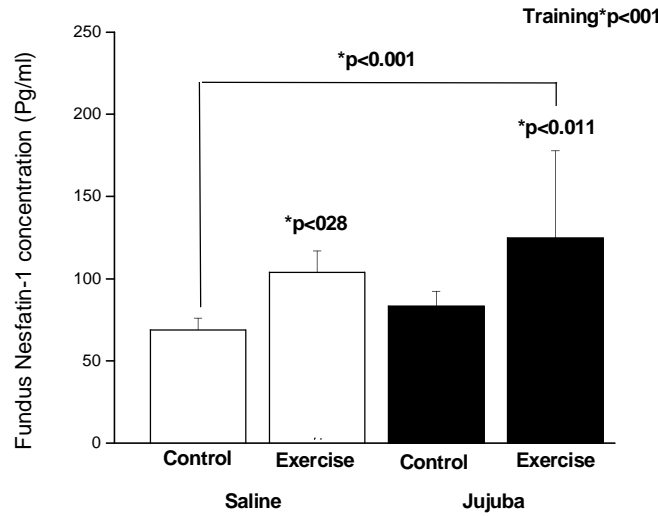 Training*p<001
250
*p<0.001
200
*p<0.011
150
*p<028
100
50
0
Fundus Nesfatin-1 concentration (Pg/ml)
Control Exercise Control Exercise
Saline Jujuba